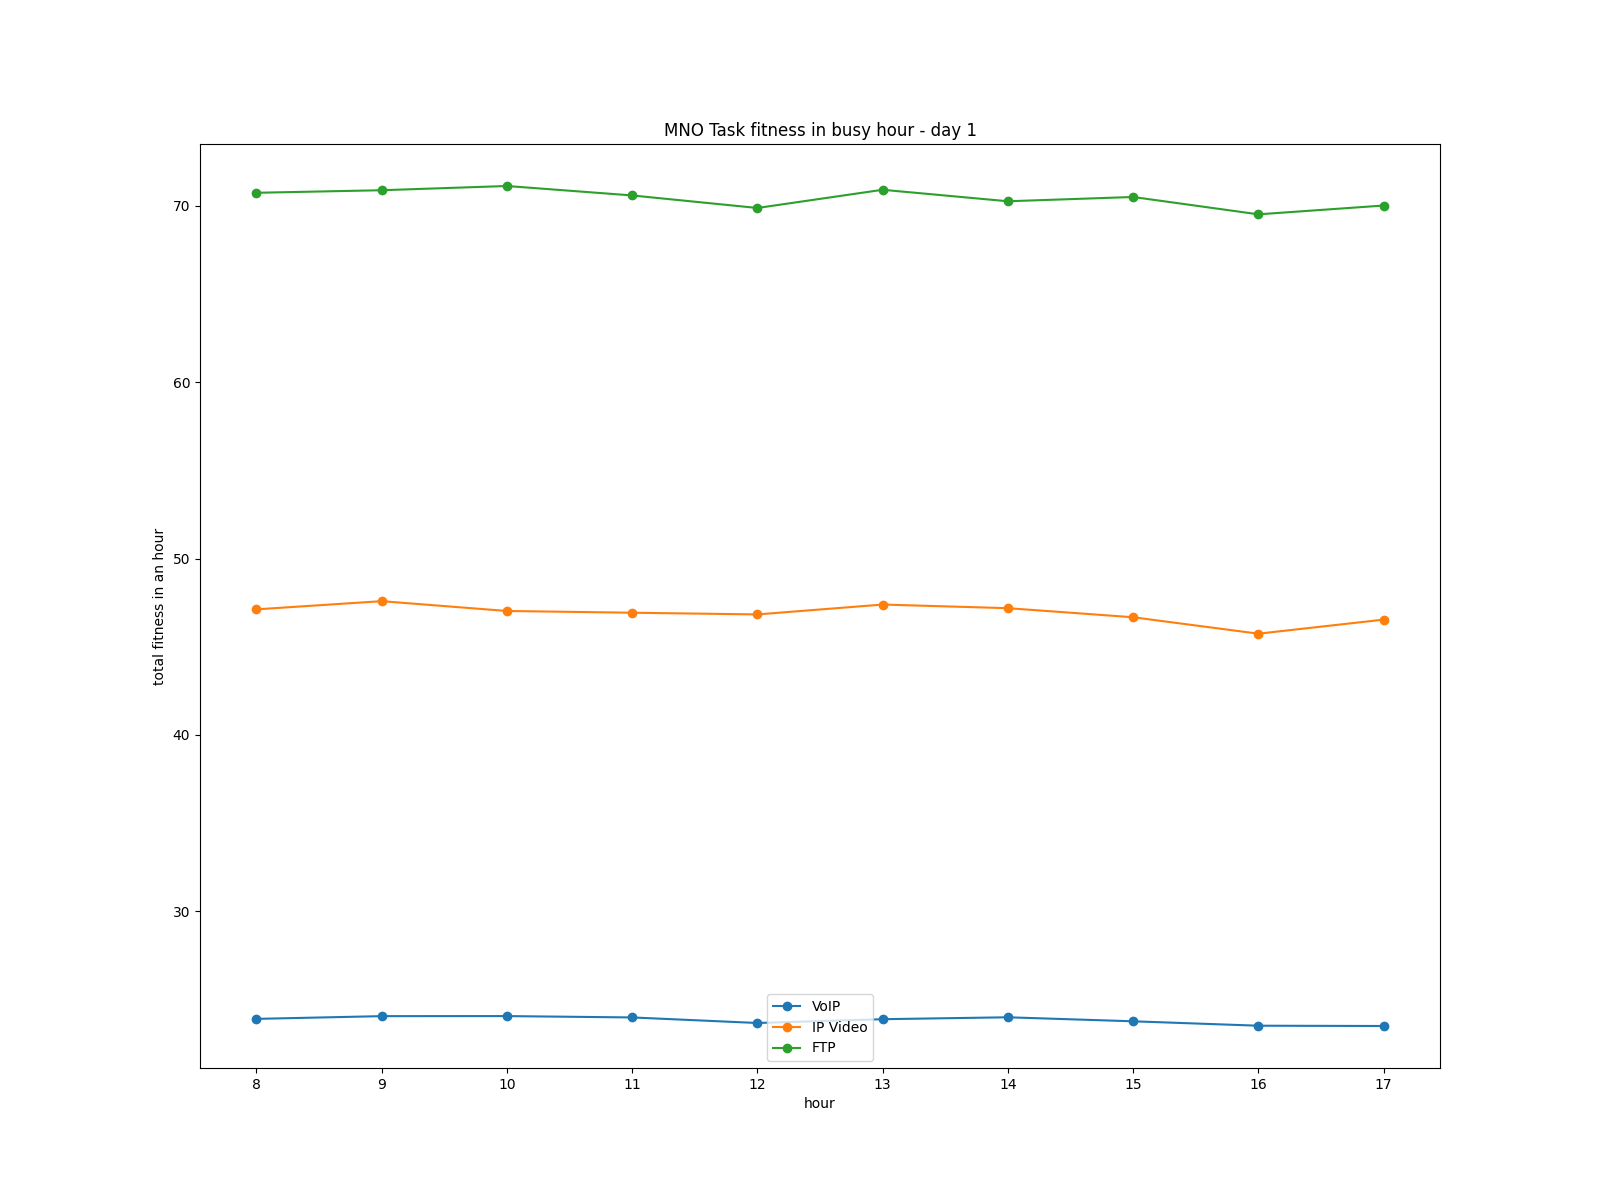 MNO Task fitness in busy hour - day 1
total fitness in an hour
70
60
50
40
30
VoIP
IP Video
FTP
8 9 10 11 12 13 14 15 16 17
hour